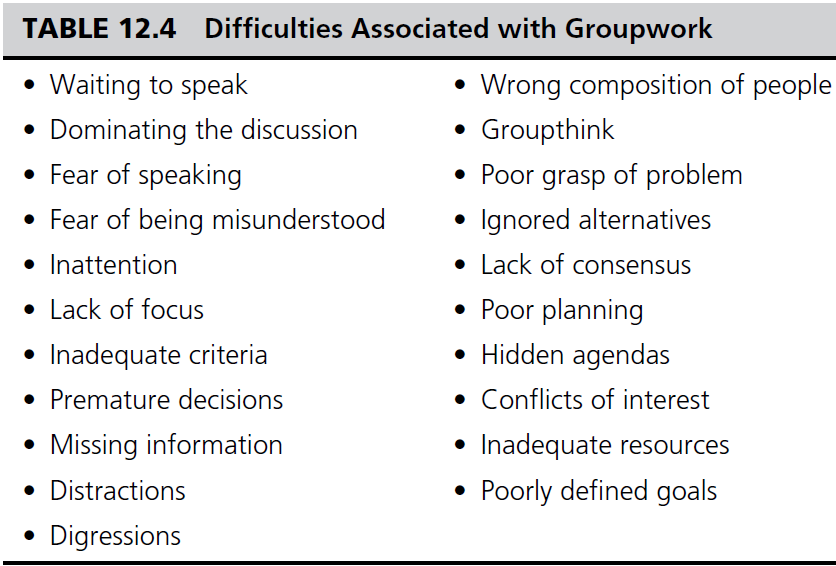 TABLE 12.4 Difficulties Associated with Groupwork
• Waiting to speak
• Dominating the discussion
• Fear of speaking
• Fear of being misunderstood
• Inattention
• Lack of focus
• Inadequate criteria
• Premature decisions
• Missing information
• Distractions
• Digressions
• Wrong composition of people
• Groupthink
• Poor grasp of problem
• Ignored alternatives
• Lack of consensus
• Poor planning
• Hidden agendas
• Conflicts of interest
• Inadequate resources
• Poorly defined goals